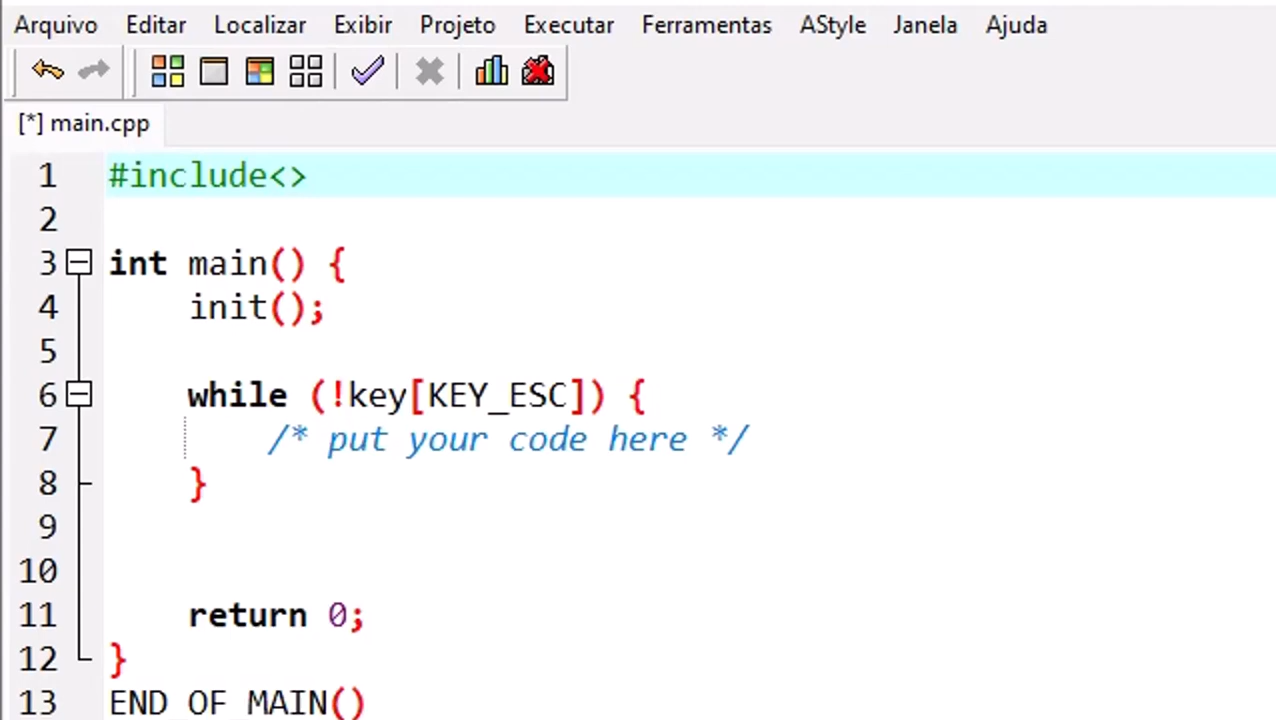 Arquivo Editar Localizar Exibir Projeto Executar Ferramentas AStyle Janela Ajuda
[*] main.cpp
1 #include<>
2
3 int main() {
4 init();
5
6 while (!key[KEY_ESC]) {
7 /* put your code here */
8 }
9
10
11 return 0;
12 }
13 END_OF_MAIN()